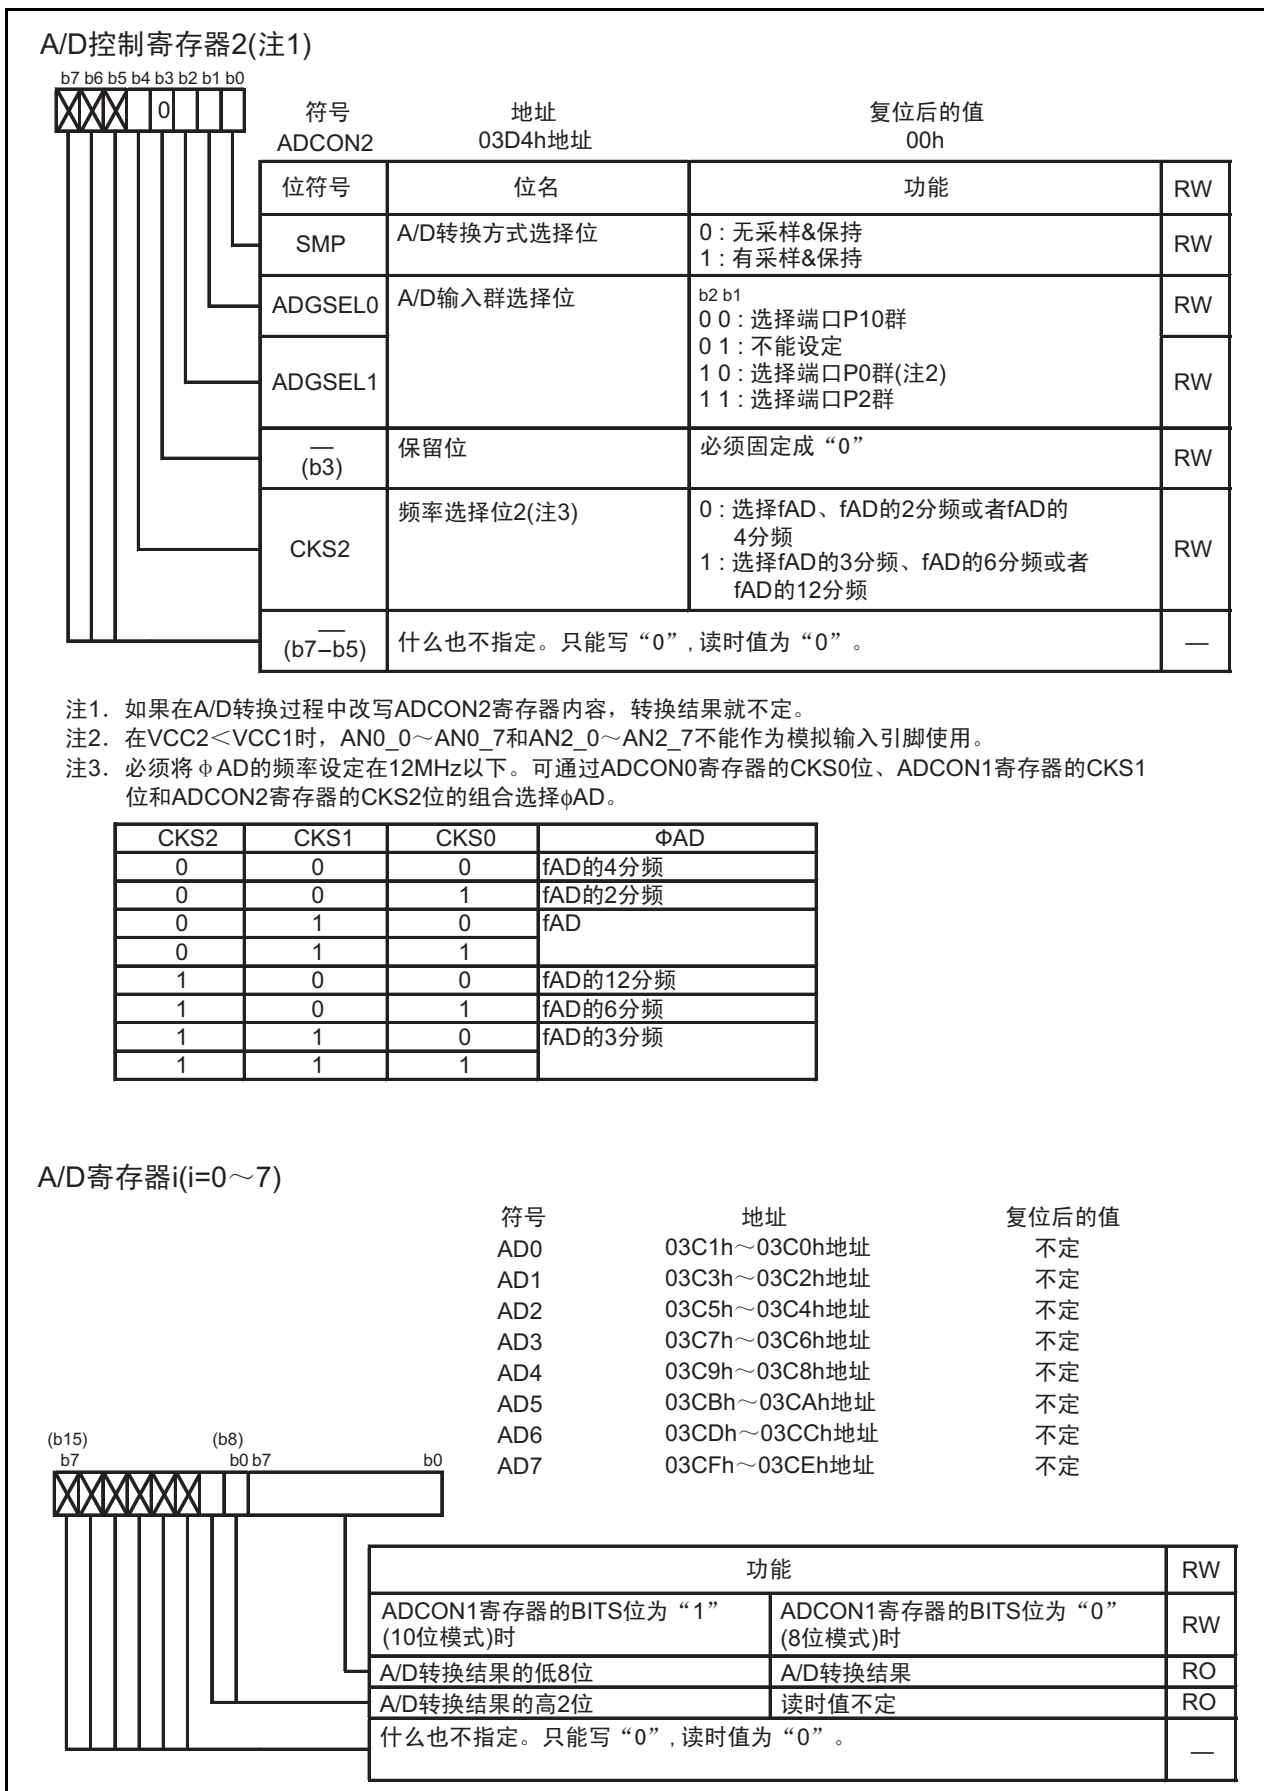 A/D控制寄存器2(注1)
b7 b6 b5 b4 b3 b2 b1 b0
0
符号 地址 复位后的值
ADCON2 03D4h地址 00h
位符号 位名 功能 RW
SMP A/D转换方式选择位 0 : 无采样&保持 RW
1 : 有采样&保持
ADGSEL0 A/D输入群选择位 b2 b1 RW
0 0 : 选择端口P10群
0 1 : 不能设定
ADGSEL1 1 0 : 选择端口P0群(注2) RW
1 1 : 选择端口P2群
— (b3) 保留位 必须固定成“0” RW
CKS2 频率选择位2(注3) 0 : 选择fAD、fAD的2分频或者fAD的 RW
4分频
1 : 选择fAD的3分频、fAD的6分频或者
fAD的12分频
— (b7–b5) 什么也不指定。只能写“0”, 读时值为“0”。 —
注1. 如果在A/D转换过程中改写ADCON2寄存器内容，转换结果就不定。
注2. 在VCC2＜VCC1时，AN0_0～AN0_7和AN2_0～AN2_7不能作为模拟输入引脚使用。
注3. 必须将φAD的频率设定在12MHz以下。可通过ADCON0寄存器的CKS0位、ADCON1寄存器的CKS1
位和ADCON2寄存器的CKS2位的组合选择ϕAD。
CKS2 CKS1 CKS0 ΦAD
0 0 0 fAD的4分频
0 0 1 fAD的2分频
0 1 0 fAD
0 1 1
1 0 0 fAD的12分频
1 0 1 fAD的6分频
1 1 0 fAD的3分频
1 1 1
A/D寄存器i(i=0～7)
符号 地址 复位后的值
AD0 03C1h～03C0h地址 不定
AD1 03C3h～03C2h地址 不定
AD2 03C5h～03C4h地址 不定
AD3 03C7h～03C6h地址 不定
AD4 03C9h～03C8h地址 不定
AD5 03CBh～03CAh地址 不定
AD6 03CDh～03CCh地址 不定
AD7 03CFh～03CEh地址 不定
(b15) (b8)
b7 b0 b7 b0
功能 RW
ADCON1寄存器的BITS位为“1” ADCON1寄存器的BITS位为“0” RW
(10位模式)时 (8位模式)时
A/D转换结果的低8位 A/D转换结果 RO
A/D转换结果的高2位 读时值不定 RO
什么也不指定。只能写“0”, 读时值为“0”。 —